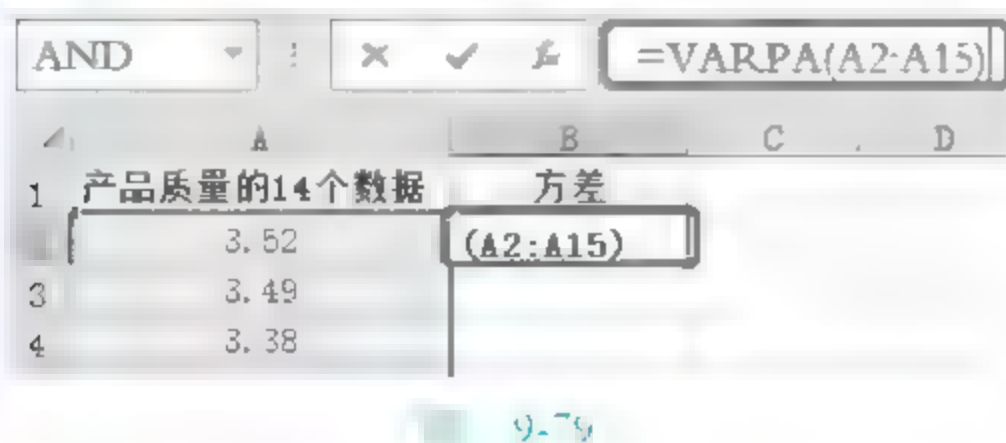 AND =VARPA(A2:A15)
A B C D
1 产品质量的14个数据 方差
3.52 (A2:A15)
3 3.49
4 3.38
9-79